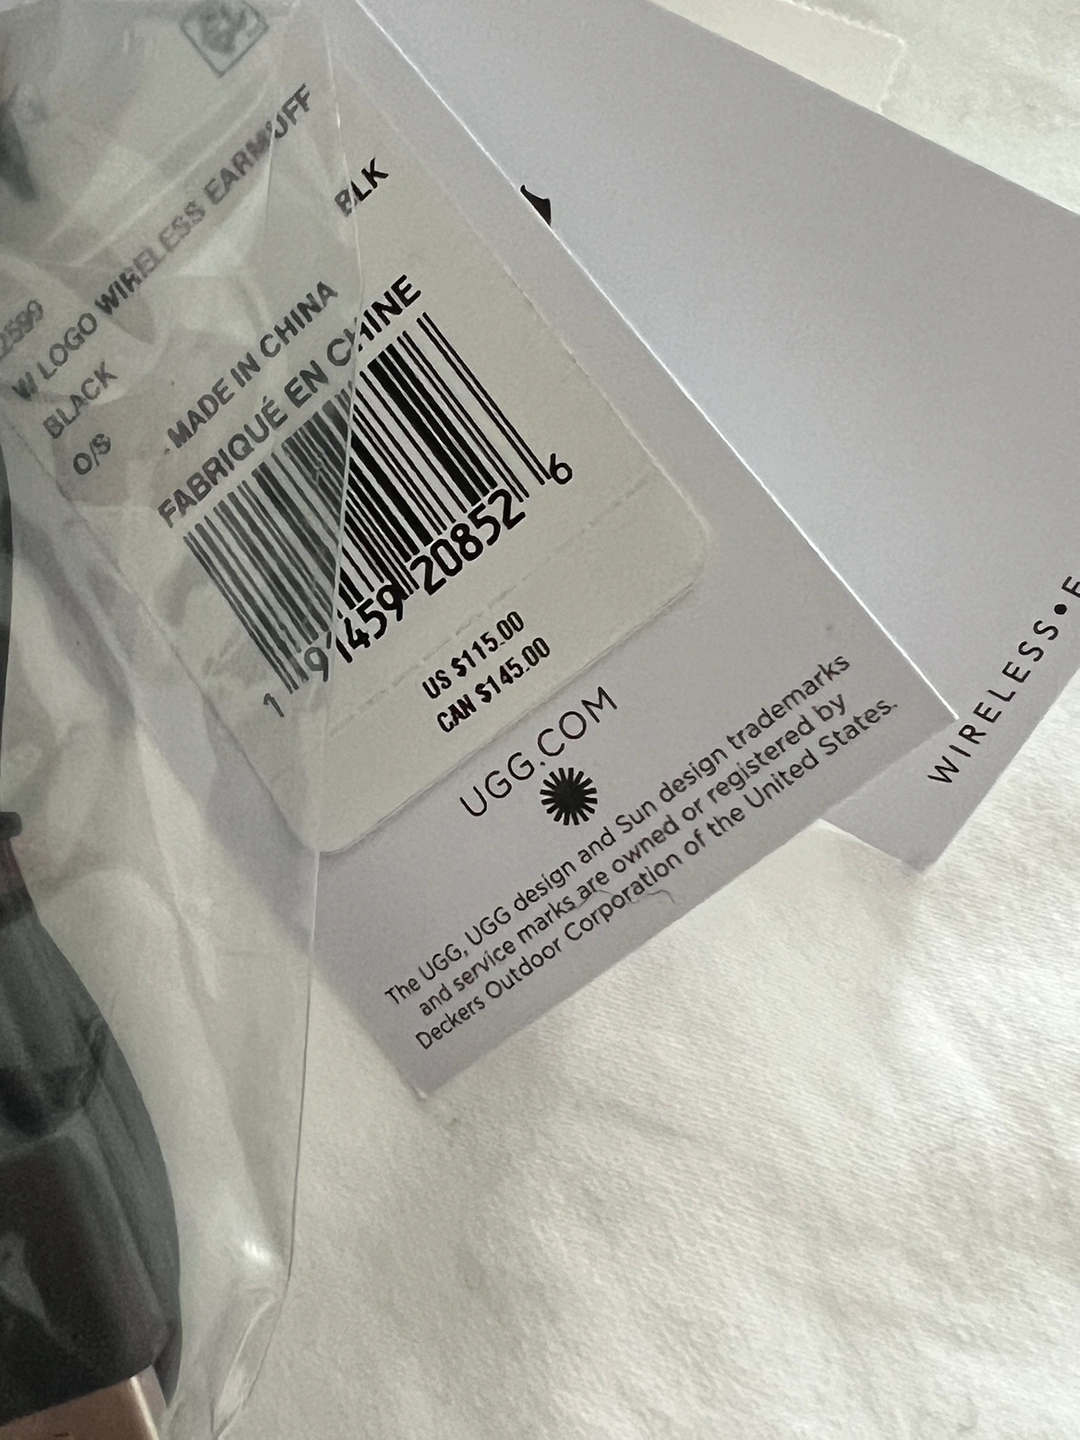 W LOGO WIRELESS EARMUFF
BLACK BLK
O/S
MADE IN CHINA
FABRIQUÉ EN CHINE
1 91459 20852 6
US $115.00
CAN $145.00
UGG.COM
The UGG, UGG design and Sun design trademarks
and service marks are owned or registered by
Deckers Outdoor Corporation of the United States.
WIRELESS•